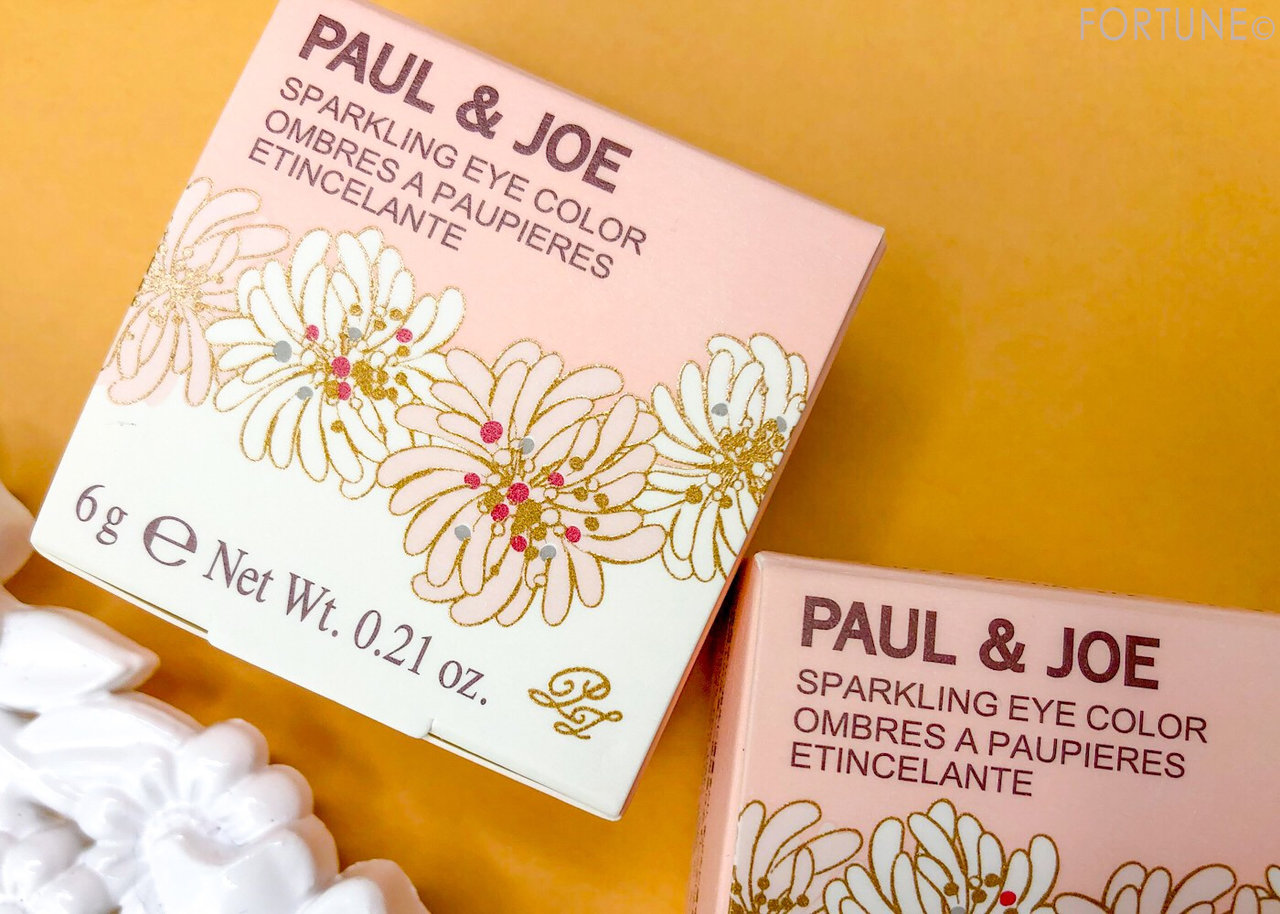 FORTUNE©
PAUL & JOE
SPARKLING EYE COLOR
OMBRES A PAUPIERES
ETINCELANTE
6 g ℮ Net Wt. 0.21 oz.
PAUL & JOE
SPARKLING EYE COLOR
OMBRES A PAUPIERES
ETINCELANTE